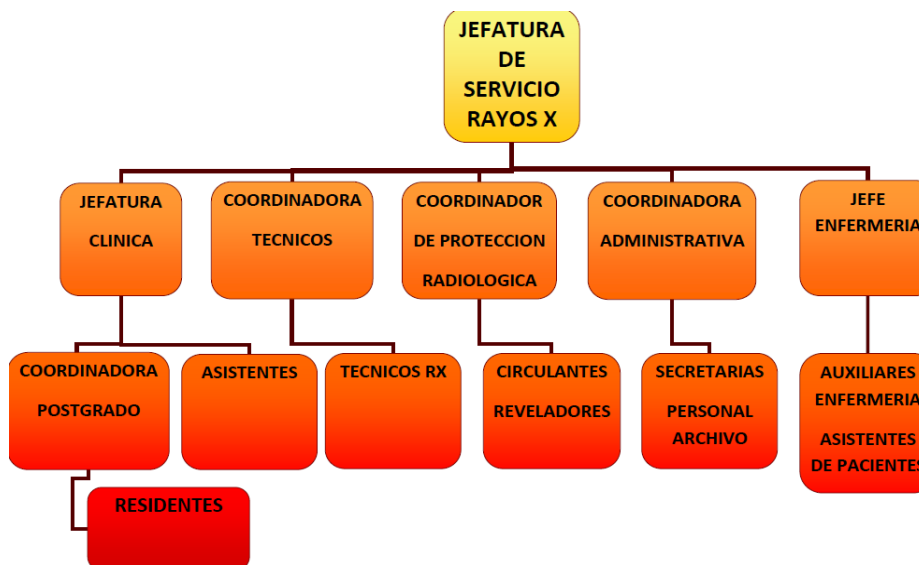 JEFATURA
DE
SERVICIO
RAYOS X
JEFATURA
CLINICA
COORDINADORA
TECNICOS
COORDINADOR
DE PROTECCION
RADIOLOGICA
COORDINADORA
ADMINISTRATIVA
JEFE
ENFERMERIA
COORDINADORA
POSTGRADO
ASISTENTES
TECNICOS RX
CIRCULANTES
REVELADORES
SECRETARIAS
PERSONAL
ARCHIVO
AUXILIARES
ENFERMERIA
ASISTENTES
DE PACIENTES
RESIDENTES